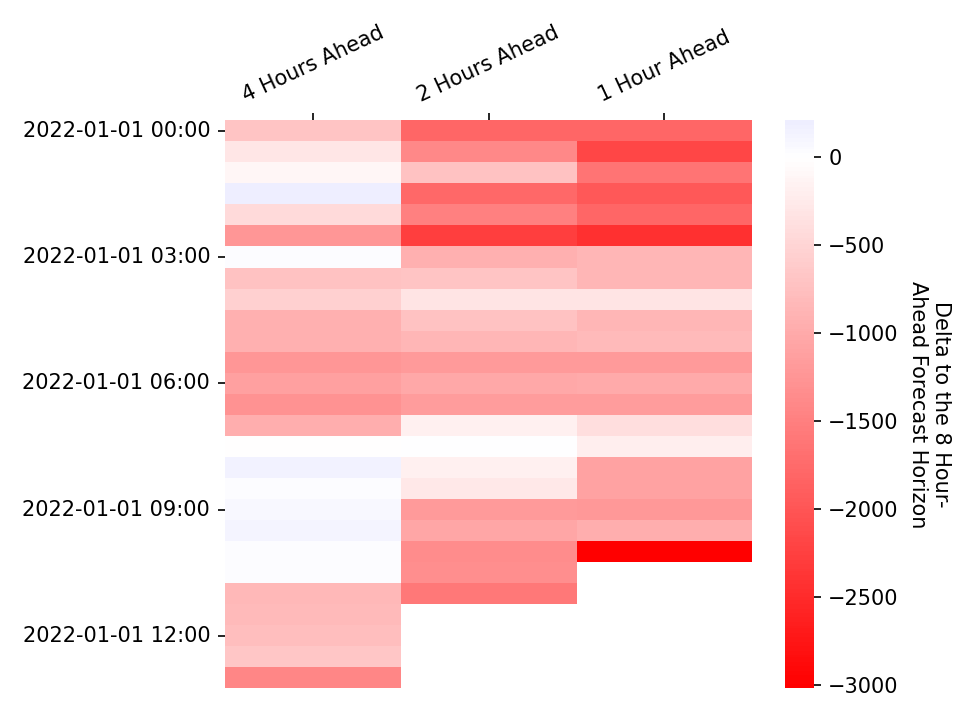 4 Hours Ahead
2 Hours Ahead
1 Hour Ahead
2022-01-01 00:00
2022-01-01 03:00
2022-01-01 06:00
2022-01-01 09:00
2022-01-01 12:00
0
−500
−1000
−1500
−2000
−2500
−3000
Delta to the 8 Hour-
Ahead Forecast Horizon